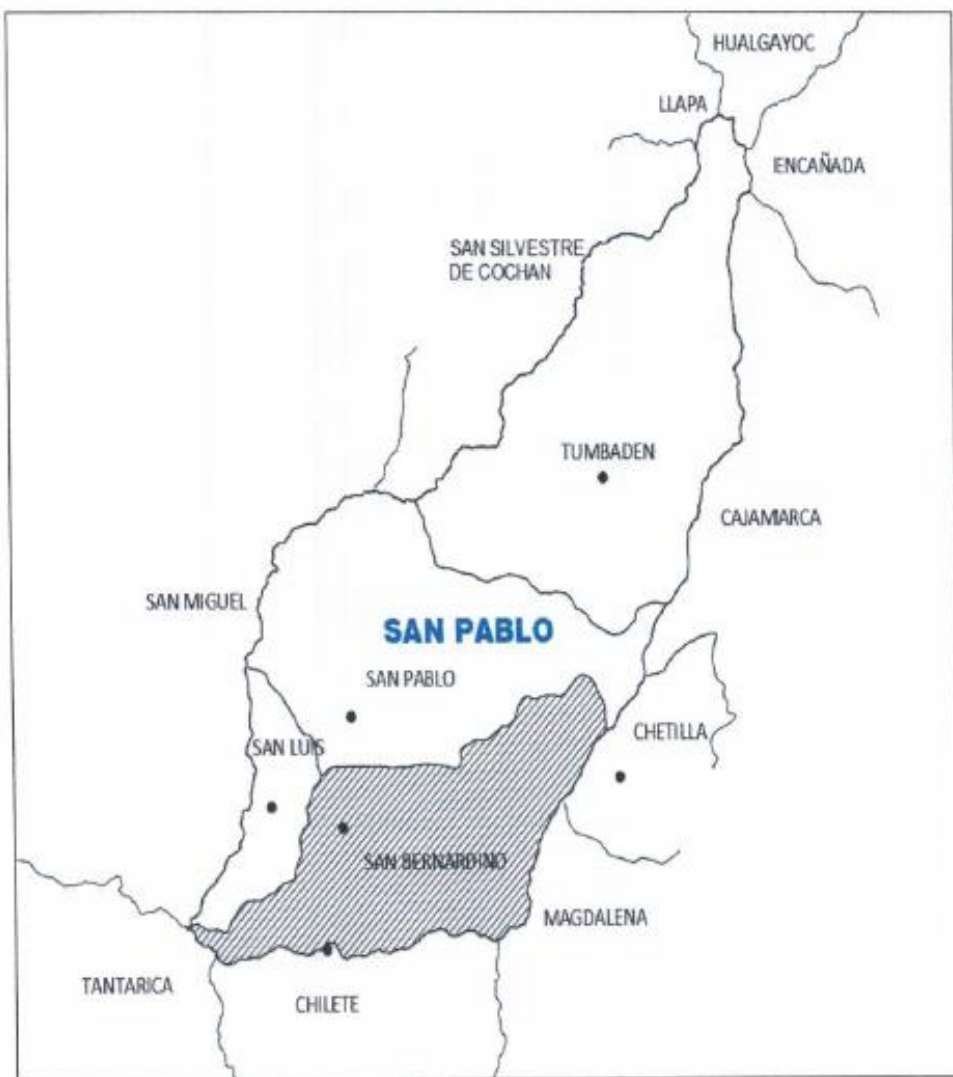 HUALGAYOC
LLAPA
ENCAÑADA
SAN SILVESTRE
DE COCHAN
TUMBADEN
CAJAMARCA
SAN MIGUEL
SAN PABLO
SAN PABLO
CHETILLA
SAN LUIS
SAN BERNARDINO
MAGDALENA
TANTARICA
CHILETE